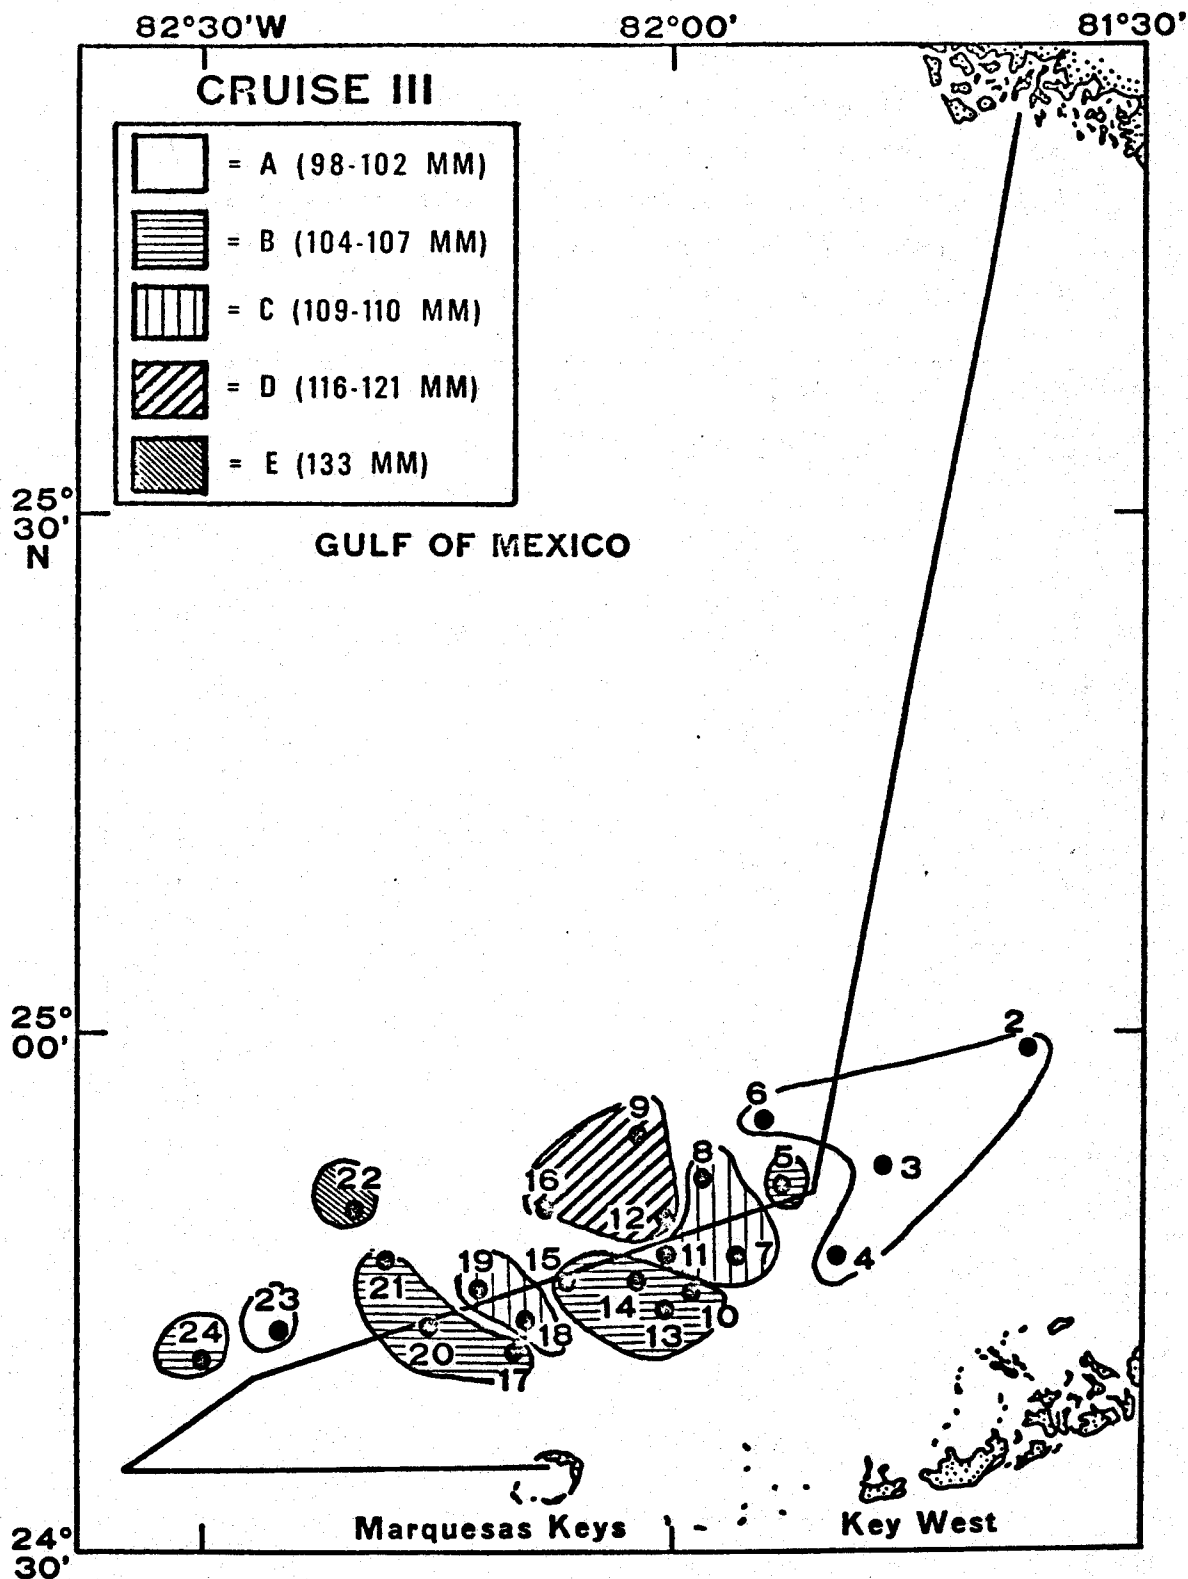 82°30'W 82°00' 81°30'
CRUISE III
= A (98-102 MM)
= B (104-107 MM)
= C (109-110 MM)
= D (116-121 MM)
= E (133 MM)
25°
30'
N
GULF OF MEXICO
25°
00'
2
6
9
8
5
3
22
16
12
11
7
4
21
19
15
14
10
23
24
20
18
13
17
Marquesas Keys
Key West
24°
30'